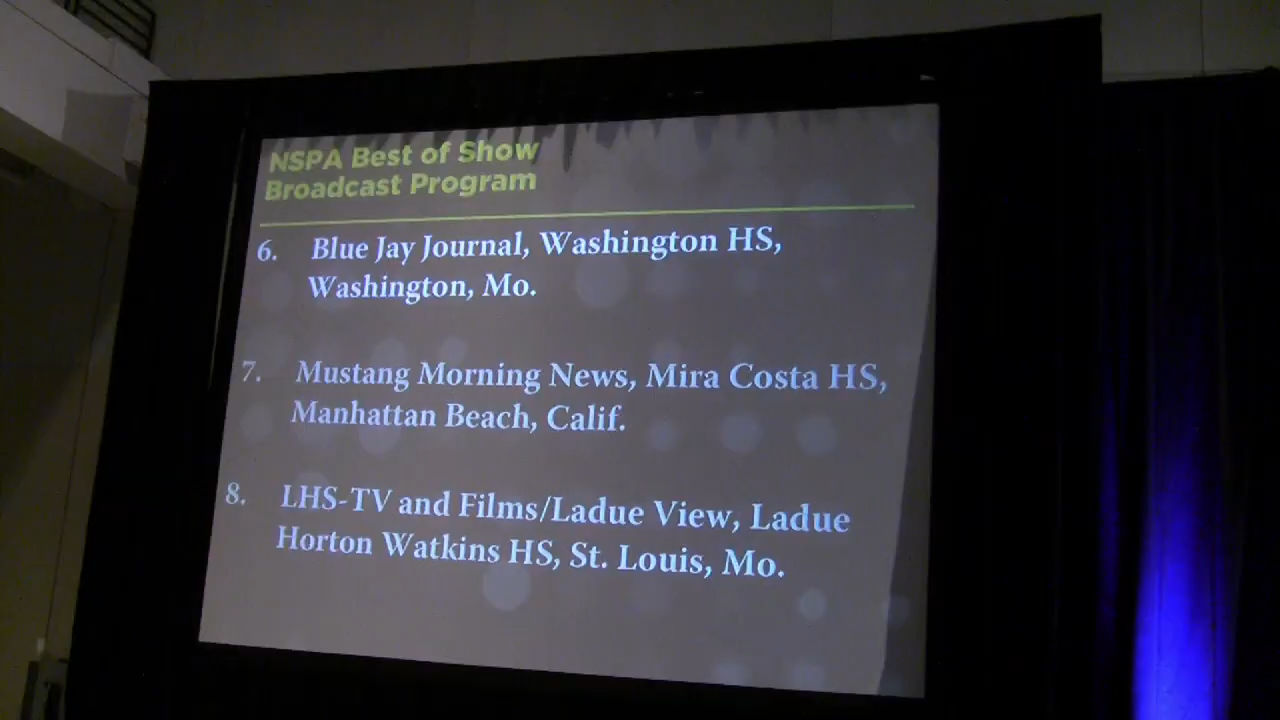 NSPA Best of Show
Broadcast Program
6. Blue Jay Journal, Washington HS,
Washington, Mo.
7. Mustang Morning News, Mira Costa HS,
Manhattan Beach, Calif.
8. LHS-TV and Films/Ladue View, Ladue
Horton Watkins HS, St. Louis, Mo.